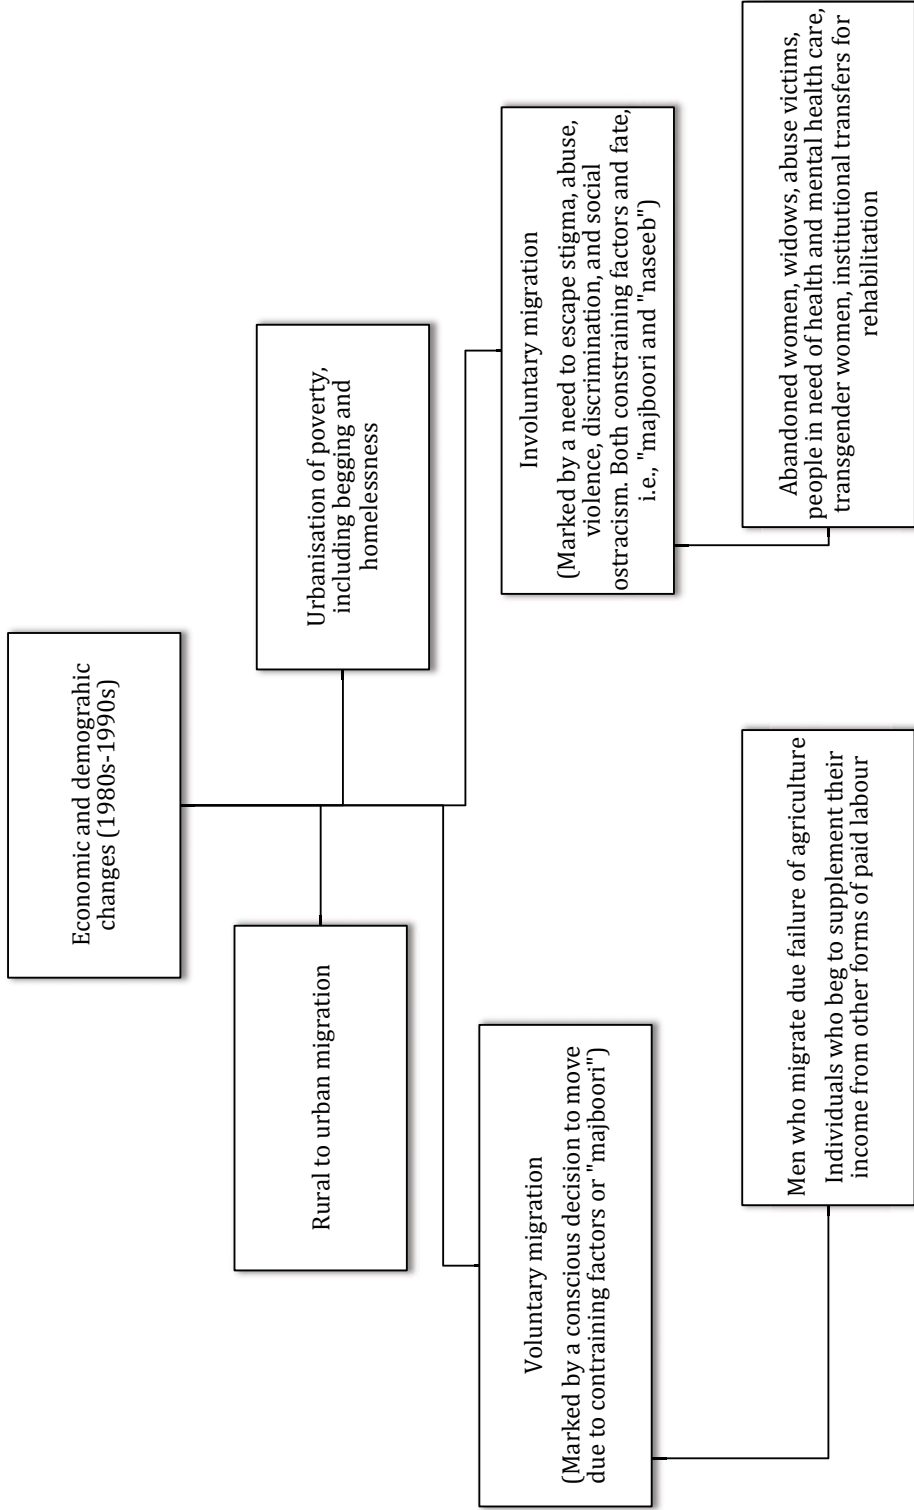 Economic and demograhic
changes (1980s-1990s)
Rural to urban migration
Urbanisation of poverty,
including begging and
homelessness
Voluntary migration
(Marked by a conscious decision to move
due to contraining factors or "majboori")
Involuntary migration
(Marked by a need to escape stigma, abuse,
violence, discrimination, and social
ostracism. Both constraining factors and fate,
i.e., "majboori and "naseeb")
Men who migrate due failure of agriculture
Individuals who beg to supplement their
income from other forms of paid labour
Abandoned women, widows, abuse victims,
people in need of health and mental health care,
transgender women, institutional transfers for
rehabilitation